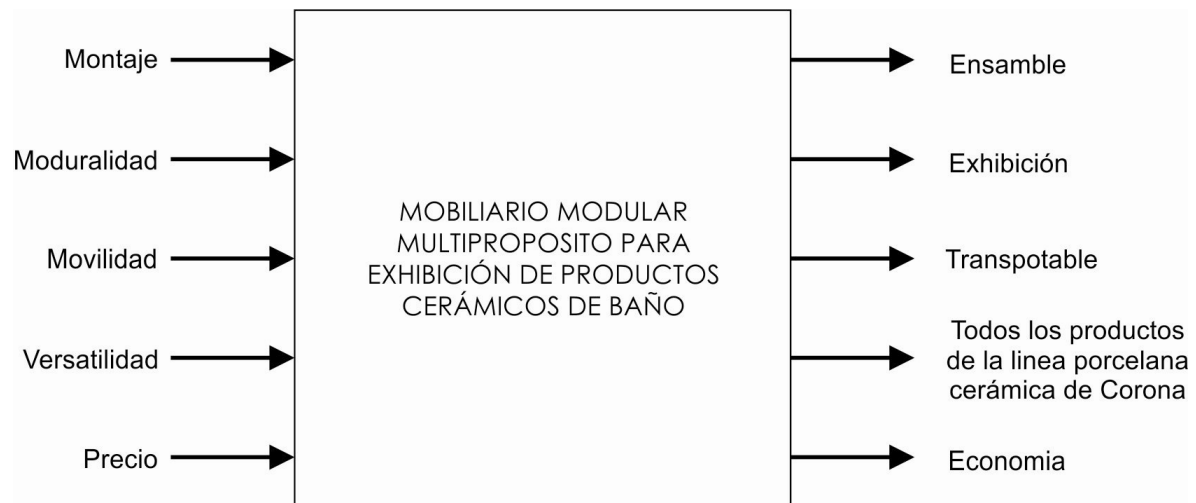 Montaje
Moduralidad
Movilidad
Versatilidad
Precio
MOBILIARIO MODULAR
MULTIPROPOSITO PARA
EXHIBICIÓN DE PRODUCTOS
CERÁMICOS DE BAÑO
Ensamble
Exhibición
Transpotable
Todos los productos
de la linea porcelana
cerámica de Corona
Economia